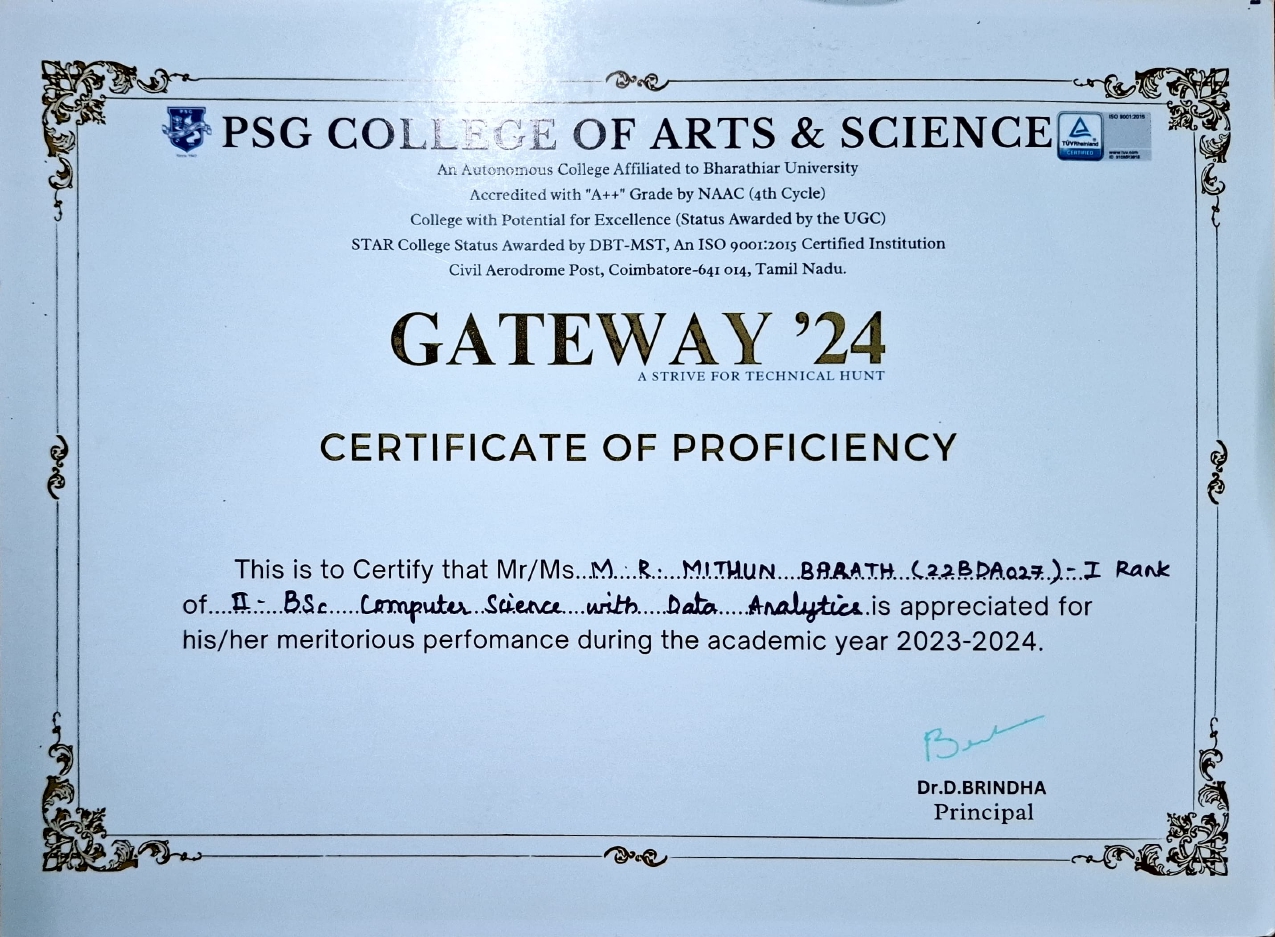 PSG COLLEGE OF ARTS & SCIENCE
An Autonomous College Affiliated to Bharathiar University
Accredited with "A++" Grade by NAAC (4th Cycle)
College with Potential for Excellence (Status Awarded by the UGC)
STAR College Status Awarded by DBT-MST, An ISO 9001:2015 Certified Institution
Civil Aerodrome Post, Coimbatore-641 014, Tamil Nadu.
PSG
TÜVRheinland
CERTIFIED
ISO 9001:2015
www.tuv.com
GATEWAY ’24
A STRIVE FOR TECHNICAL HUNT
CERTIFICATE OF PROFICIENCY
This is to Certify that Mr/Ms...M. R. MITHUN BARATH (22BDA027)- I Rank
of...II - BSc Computer Science with Data Analytics.is appreciated for
his/her meritorious perfomance during the academic year 2023-2024.
Dr.D.BRINDHA
Principal